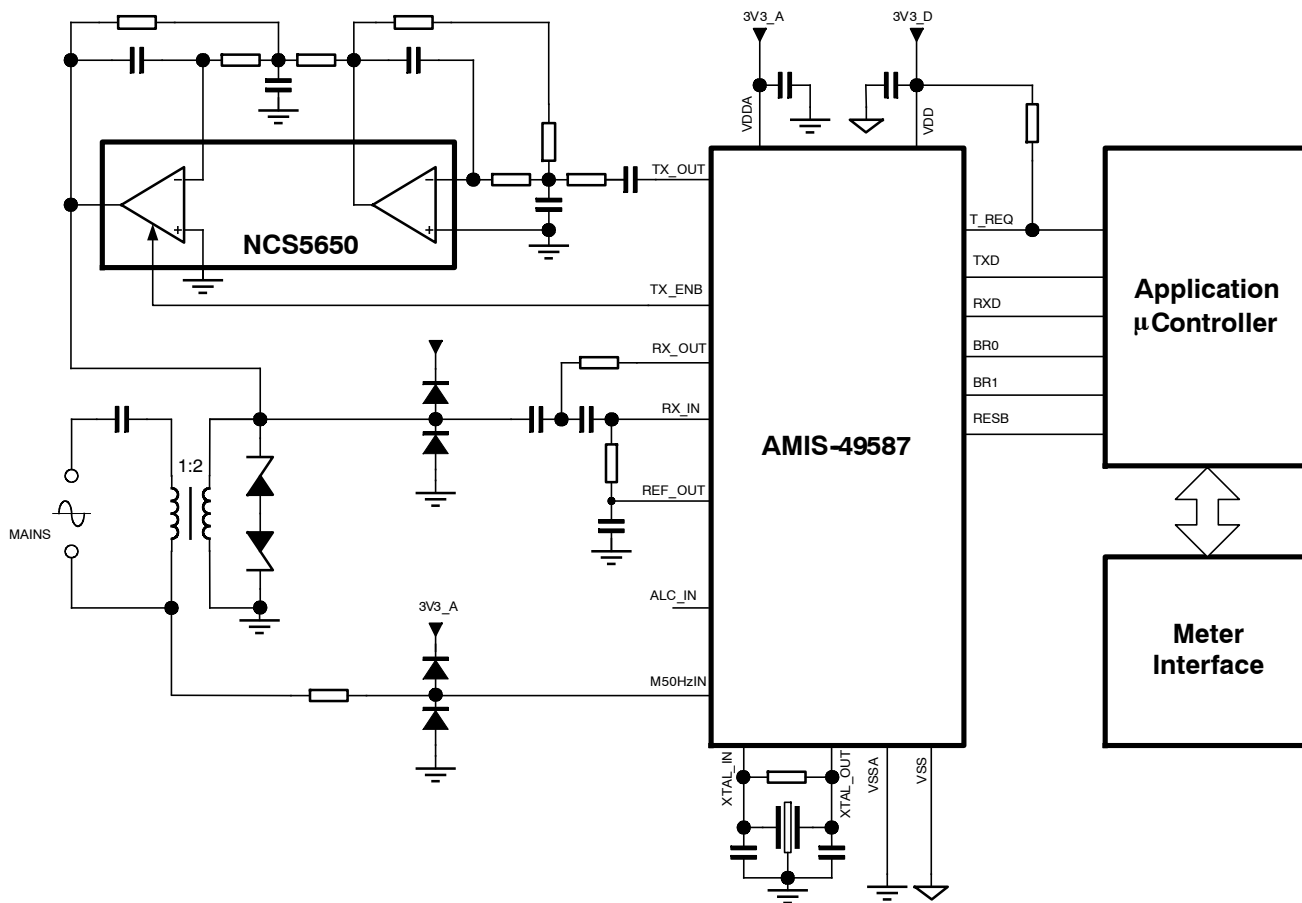 3V3_A
3V3_D
VDDA
VDD
TX_OUT
T_REQ
NCS5650
TXD
TX_ENB
RXD
Application
µController
RX_OUT
BR0
BR1
RX_IN
RESB
AMIS-49587
1:2
REF_OUT
MAINS
ALC_IN
3V3_A
Meter
Interface
M50HzIN
XTAL_IN
XTAL_OUT
VSSA
VSS